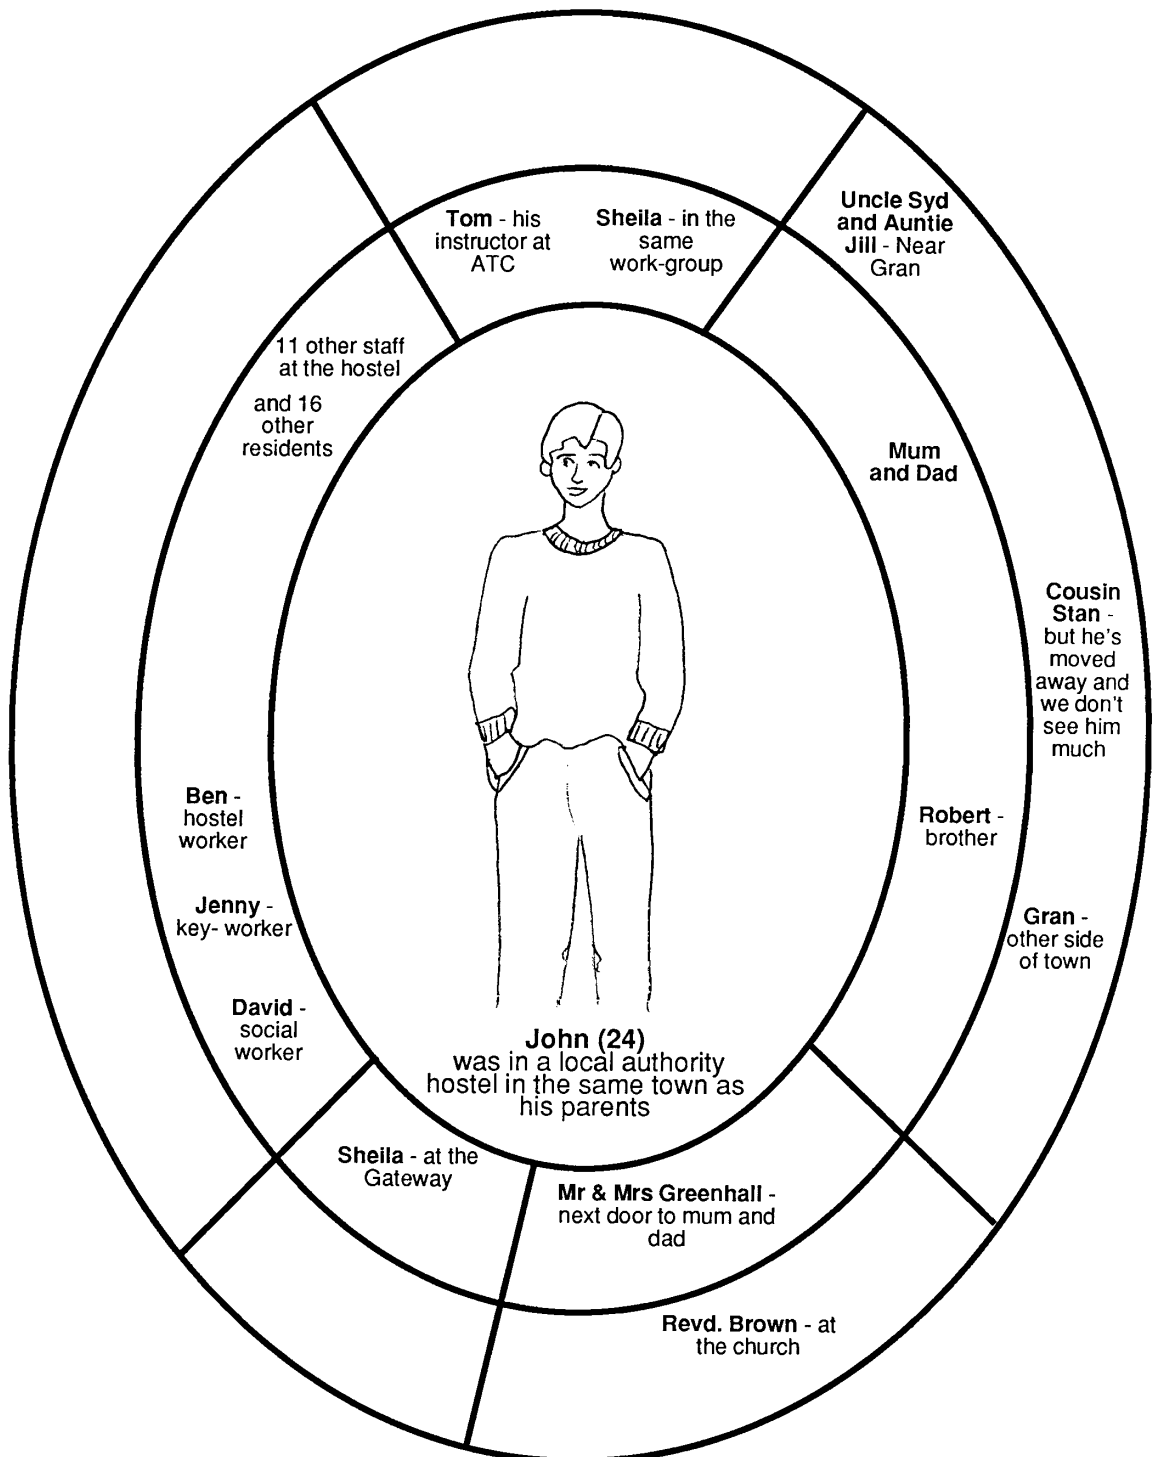 Tom - his
instructor at
ATC
Sheila - in the
same
work-group
Uncle Syd
and Auntie
Jill - Near
Gran
11 other staff
at the hostel
and 16
other
residents
Mum
and Dad
Cousin
Stan -
but he's
moved
away and
we don't
see him
much
Ben -
hostel
worker
Robert -
brother
Jenny -
key- worker
Gran -
other side
of town
David -
social
worker
John (24)
was in a local authority
hostel in the same town as
his parents
Sheila - at the
Gateway
Mr & Mrs Greenhall -
next door to mum and
dad
Revd. Brown - at
the church